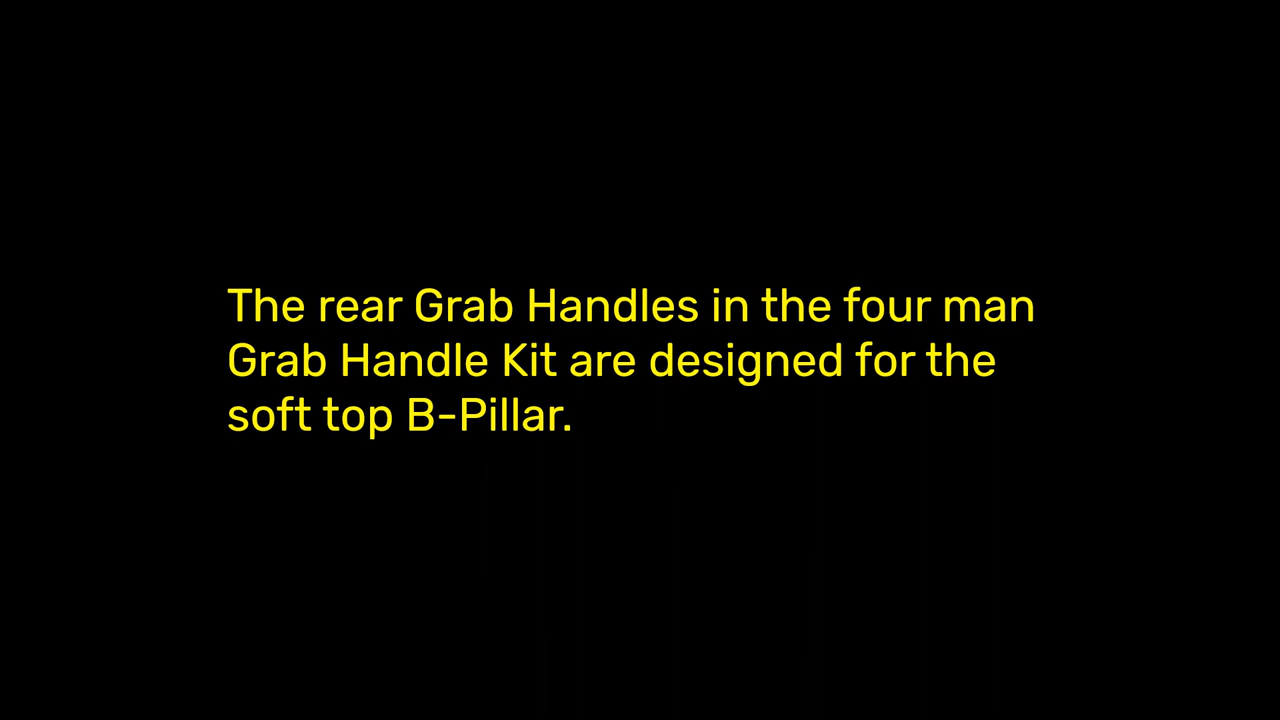 The rear Grab Handles in the four man
Grab Handle Kit are designed for the
soft top B-Pillar.